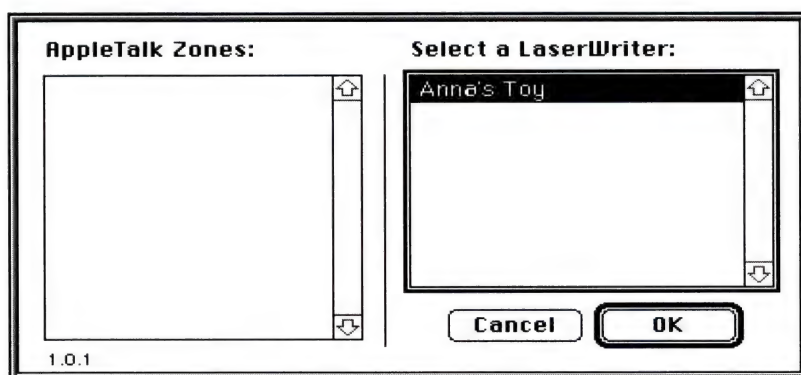 AppleTalk Zones:
Select a LaserWriter:
Anna's Toy
Cancel
OK
1.0.1